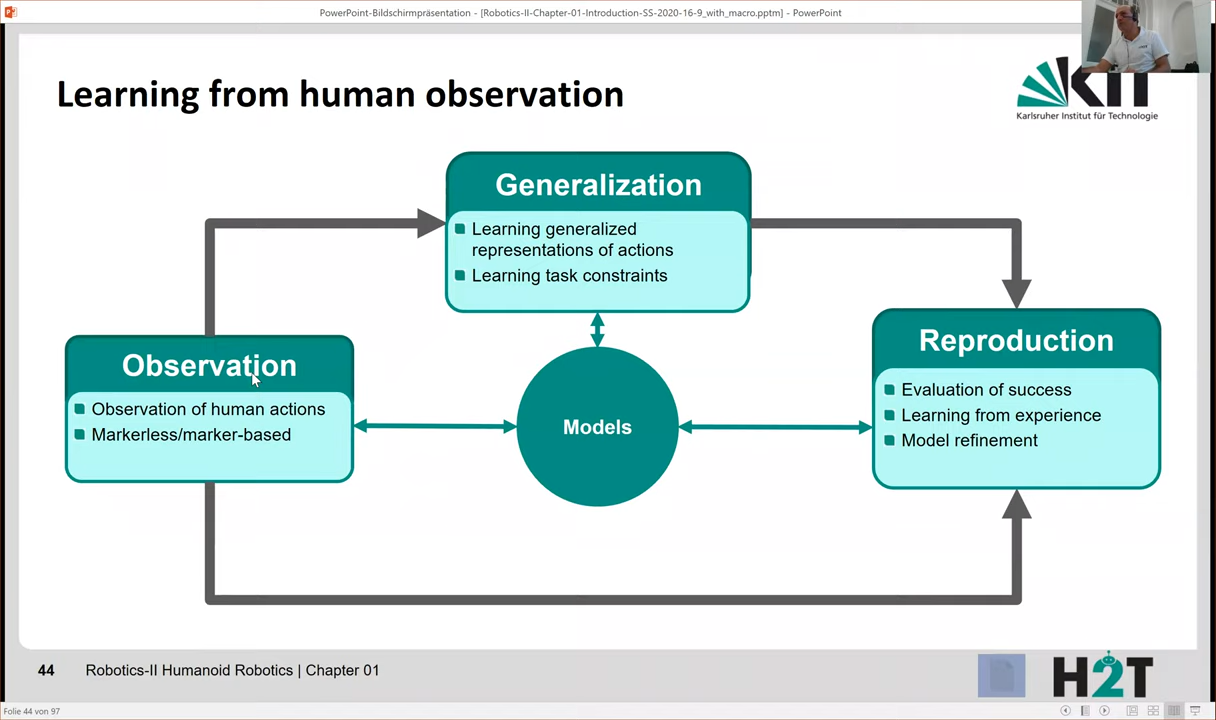 PowerPoint-Bildschirmpräsentation - [Robotics-II-Chapter-01-Introduction-SS-2020-16-9_with_macro.pptm] - PowerPoint
Learning from human observation
KIT
Karlsruher Institut für Technologie
Generalization
Learning generalized
representations of actions
Learning task constraints
Observation
Observation of human actions
Markerless/marker-based
Models
Reproduction
Evaluation of success
Learning from experience
Model refinement
44
Robotics-II Humanoid Robotics | Chapter 01
H2T
Folie 44 von 97